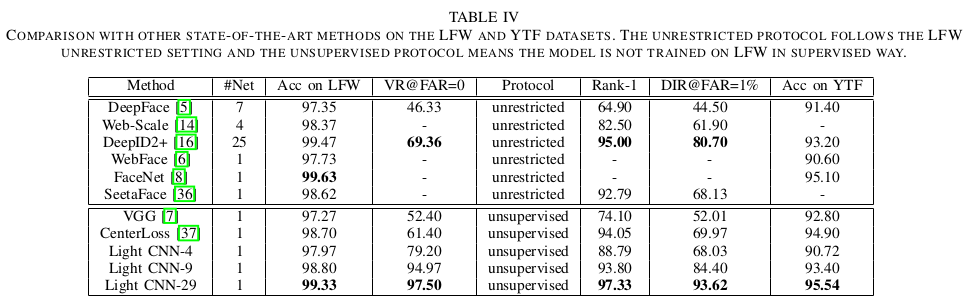 TABLE IV
COMPARISON WITH OTHER STATE-OF-THE-ART METHODS ON THE LFW AND YTF DATASETS. THE UNRESTRICTED PROTOCOL FOLLOWS THE LFW
UNRESTRICTED SETTING AND THE UNSUPERVISED PROTOCOL MEANS THE MODEL IS NOT TRAINED ON LFW IN SUPERVISED WAY.
Method #Net Acc on LFW VR@FAR=0 Protocol Rank-1 DIR@FAR=1% Acc on YTF
DeepFace [5] 7 97.35 46.33 unrestricted 64.90 44.50 91.40
Web-Scale [14] 4 98.37 - unrestricted 82.50 61.90 -
DeepID2+ [16] 25 99.47 69.36 unrestricted 95.00 80.70 93.20
WebFace [6] 1 97.73 - unrestricted - - 90.60
FaceNet [8] 1 99.63 - unrestricted - - 95.10
SeetaFace [36] 1 98.62 - unrestricted 92.79 68.13 -
VGG [7] 1 97.27 52.40 unsupervised 74.10 52.01 92.80
CenterLoss [37] 1 98.70 61.40 unsupervised 94.05 69.97 94.90
Light CNN-4 1 97.97 79.20 unsupervised 88.79 68.03 90.72
Light CNN-9 1 98.80 94.97 unsupervised 93.80 84.40 93.40
Light CNN-29 1 99.33 97.50 unsupervised 97.33 93.62 95.54